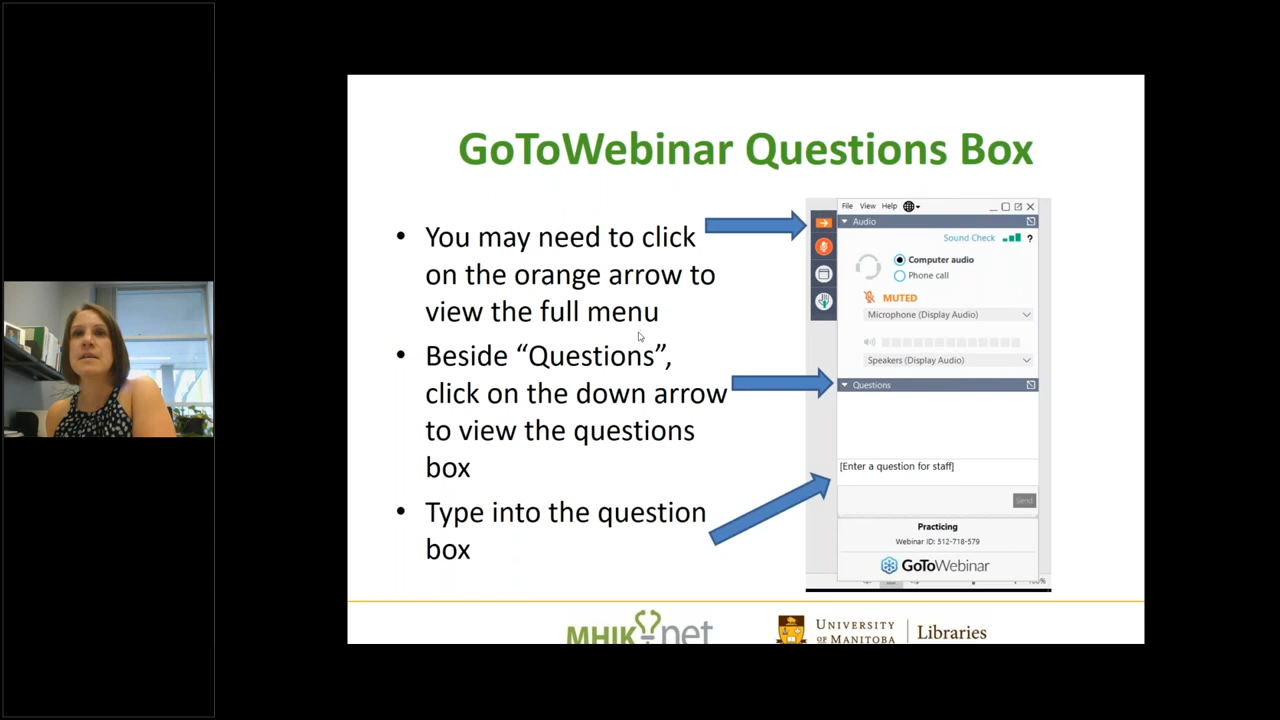 GoToWebinar Questions Box
• You may need to click
on the orange arrow to
view the full menu
• Beside “Questions”,
click on the down arrow
to view the questions
box
• Type into the question
box
File View Help
Audio
Sound Check ?
Computer audio
Phone call
MUTED
Microphone (Display Audio)
Speakers (Display Audio)
Questions
[Enter a question for staff]
Send
Practicing
Webinar ID: 512-718-579
GoToWebinar
MHIKnet
UNIVERSITY
OF MANITOBA
Libraries